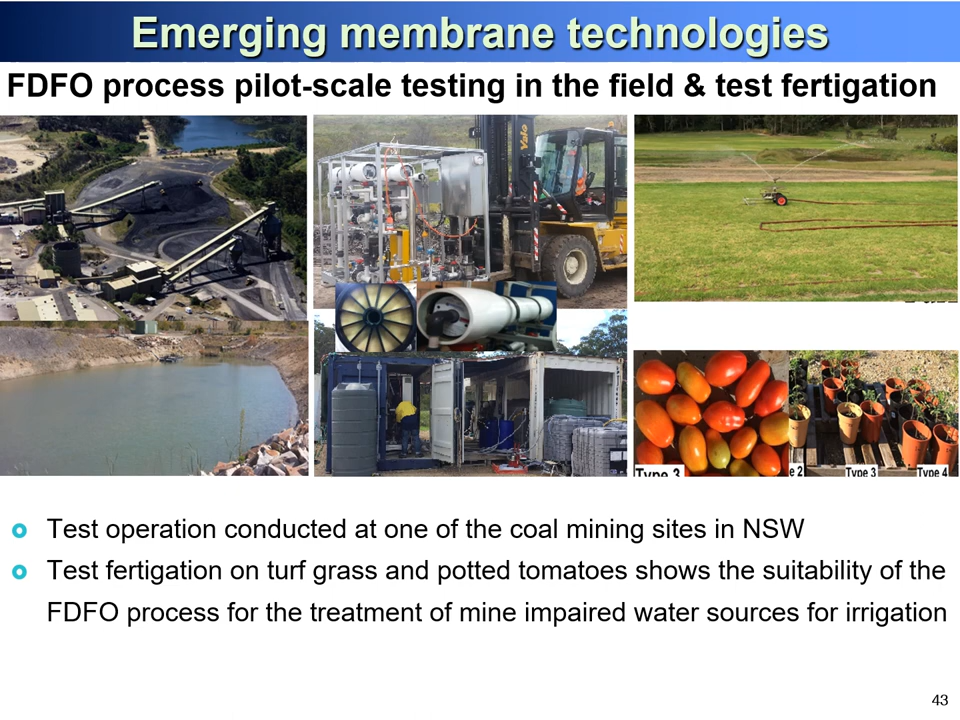 Emerging membrane technologies
FDFO process pilot-scale testing in the field & test fertigation
Yale
Type 3
e 2
Type 3
Type 4
Test operation conducted at one of the coal mining sites in NSW
Test fertigation on turf grass and potted tomatoes shows the suitability of the
FDFO process for the treatment of mine impaired water sources for irrigation
43